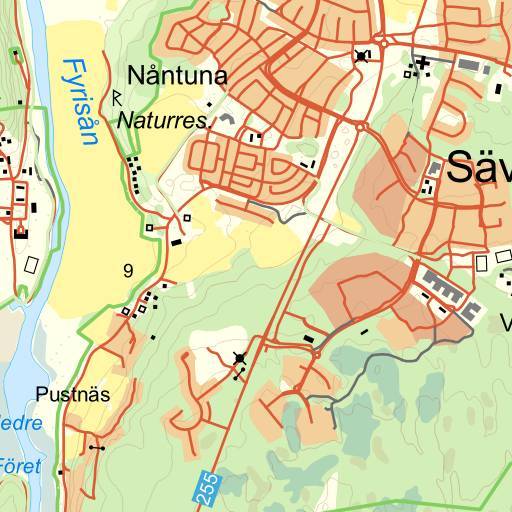 Fyrisån
Nåntuna
Naturres.
Säv
9
V
Pustnäs
edre
Föret
255